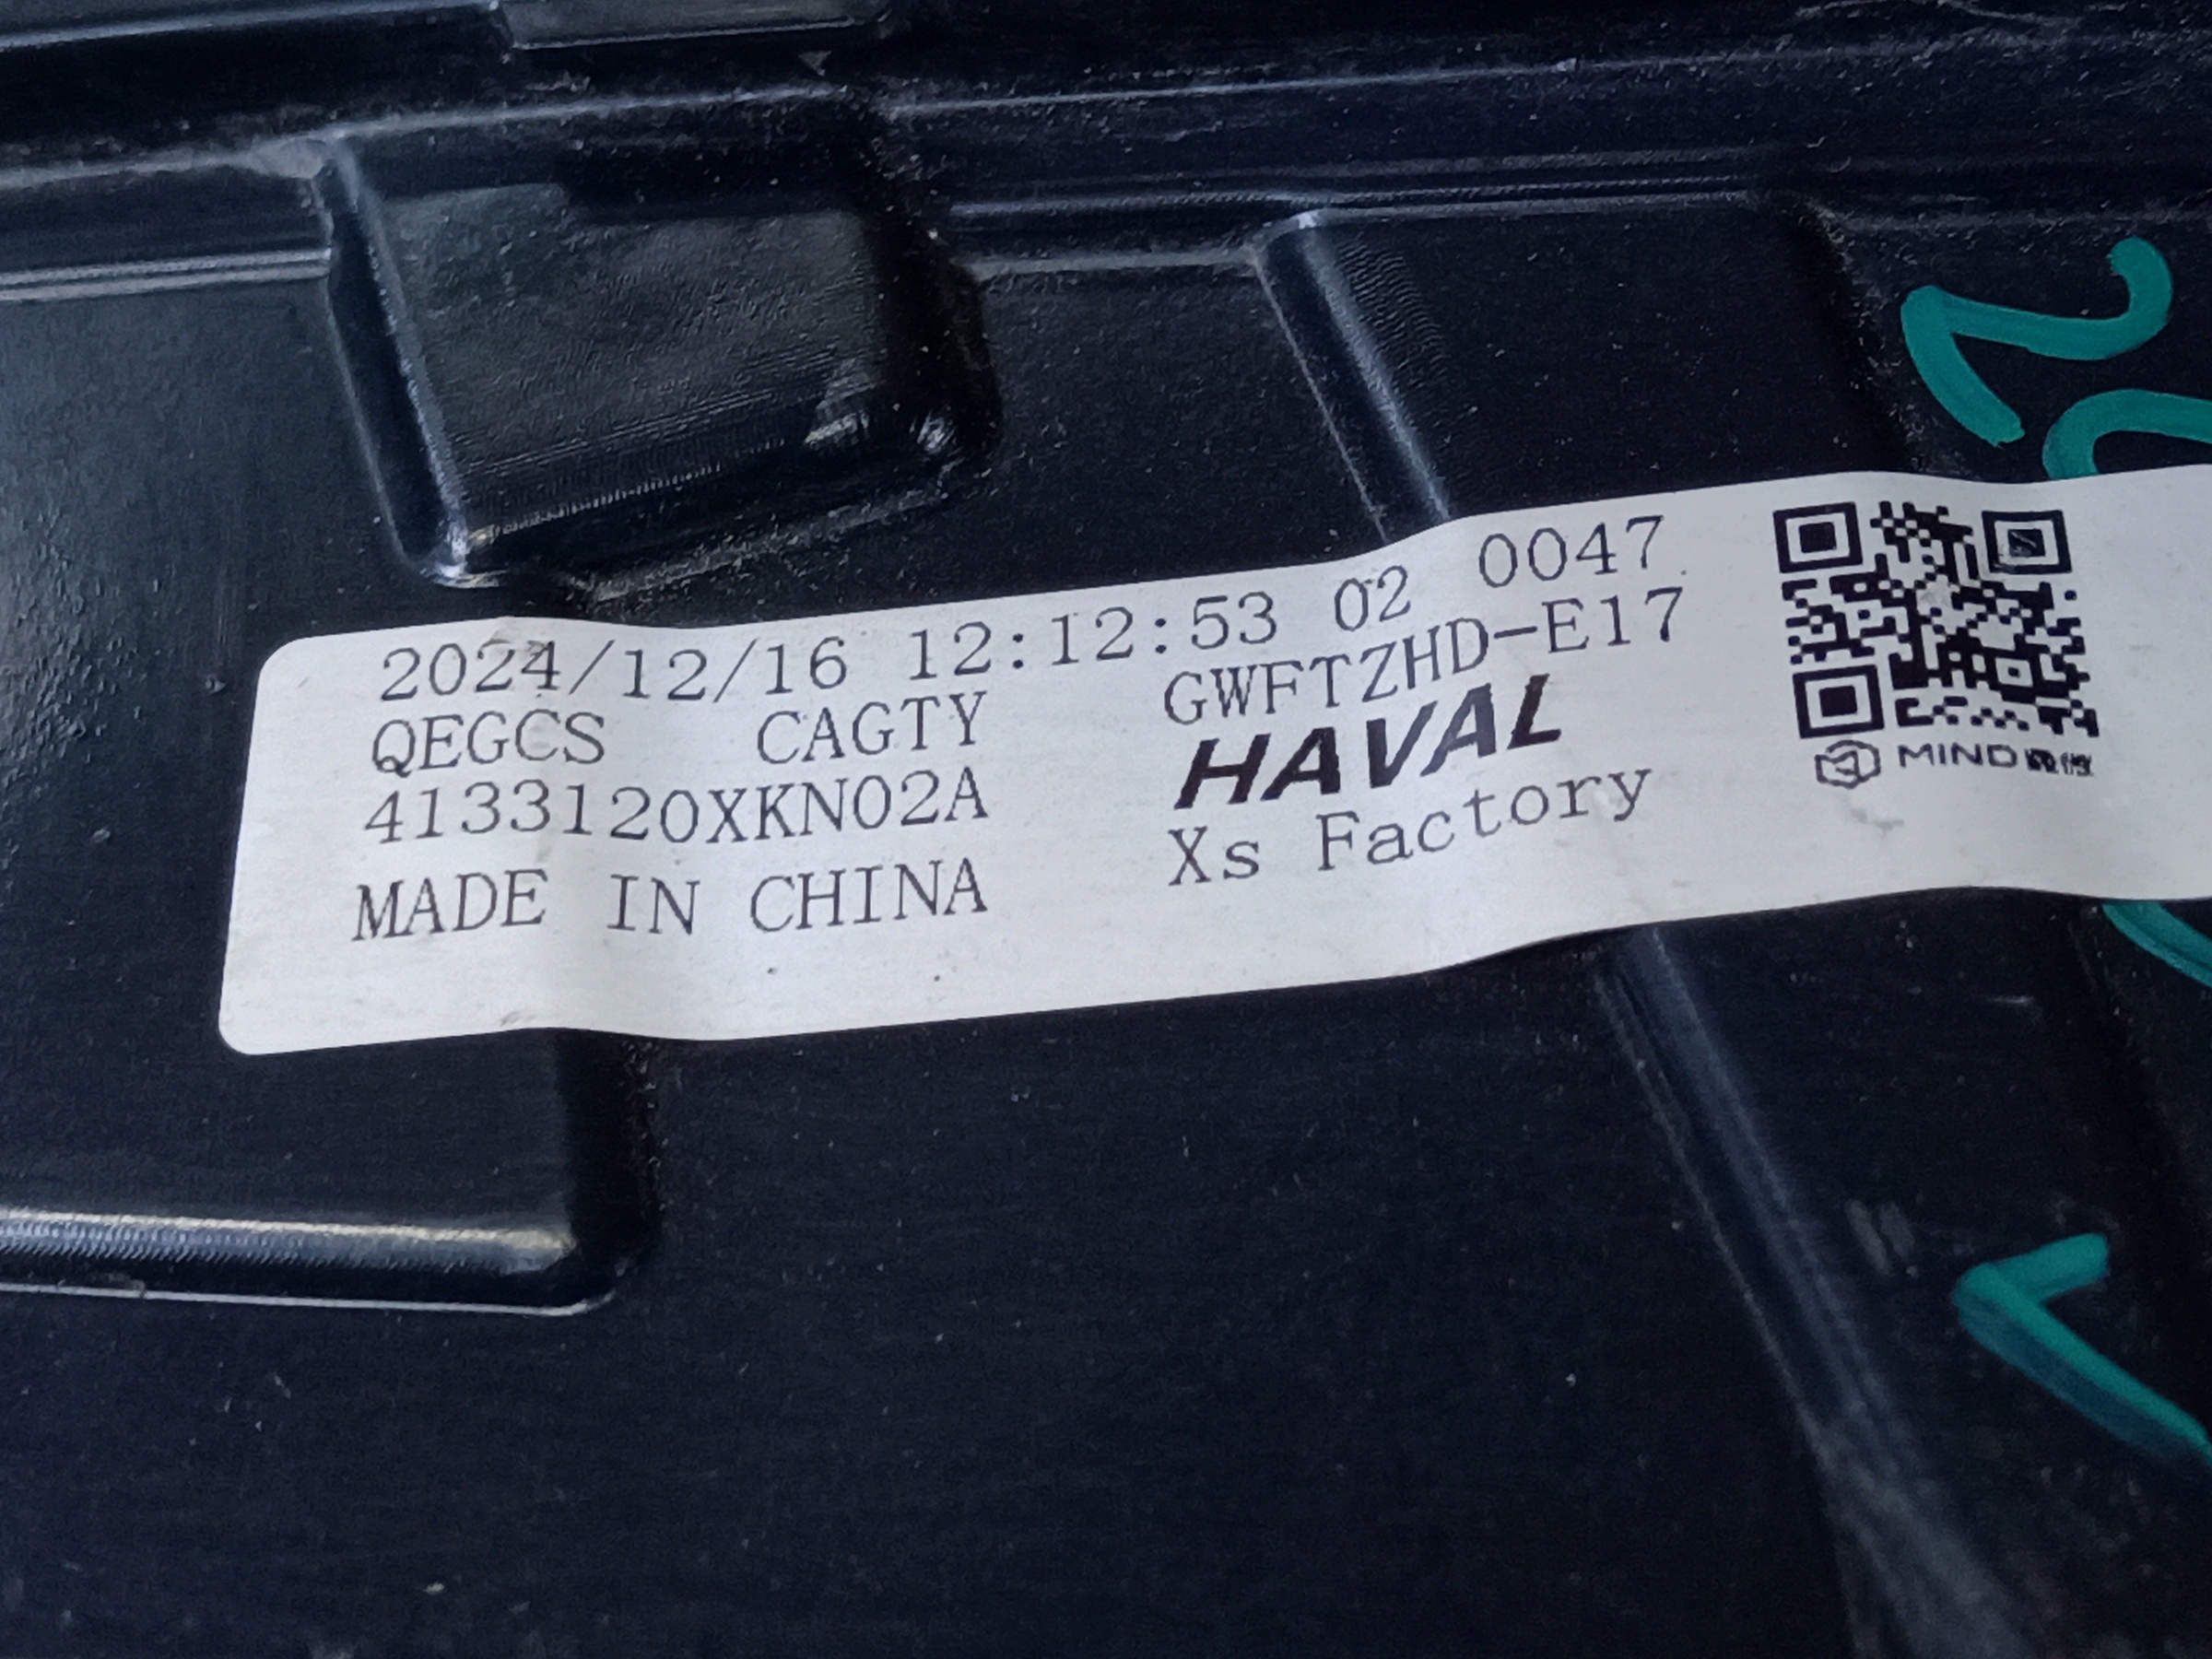 2024/12/16 12:12:53 02 0047
QEGCS CAGTY GWFTZHD-E17
4133120XKN02A HAVAL
MADE IN CHINA Xs Factory
MIND